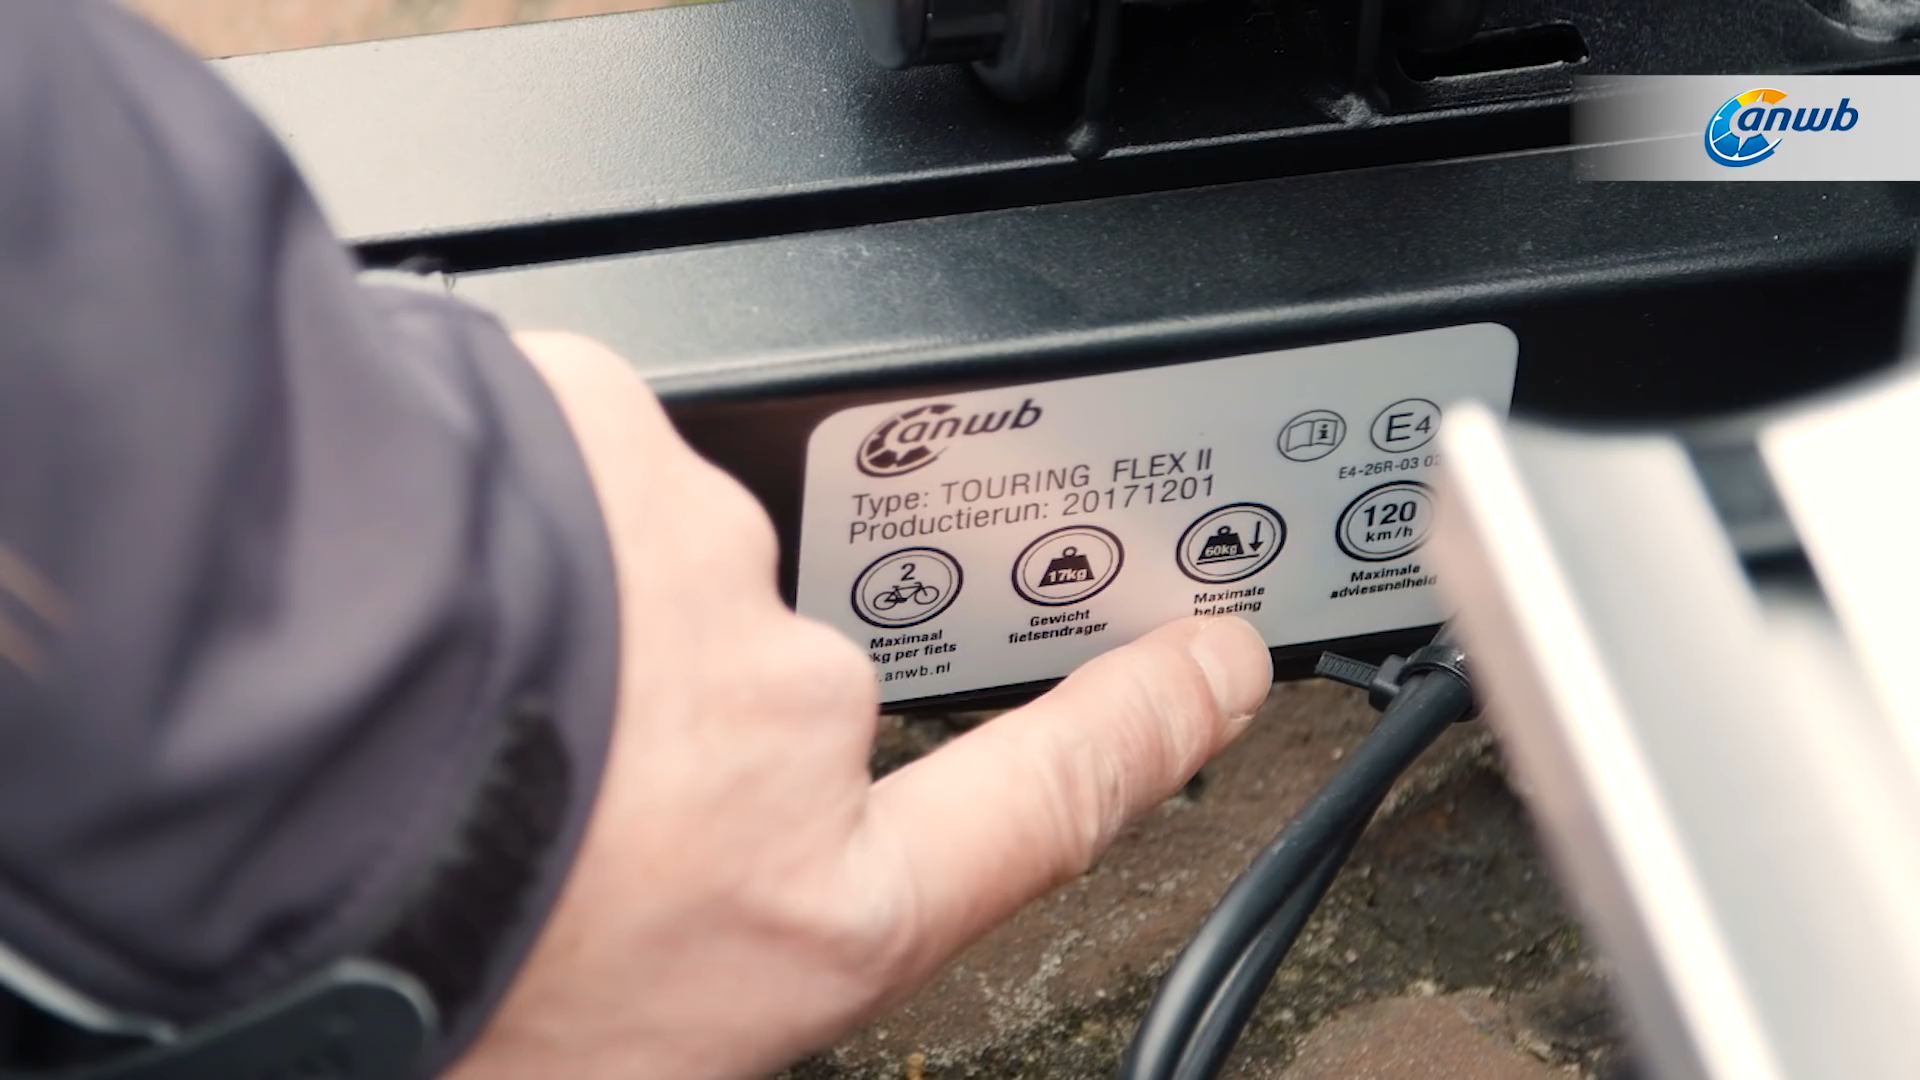 anwb
anwb
Type: TOURING FLEX II
Productierun: 20171201
E4
E4-26R-03
2
Maximaal
kg per fiets
.anwb.nl
17kg
Gewicht
fietsendrager
60kg
Maximale
belasting
120
km/h
Maximale
adviessnelheid